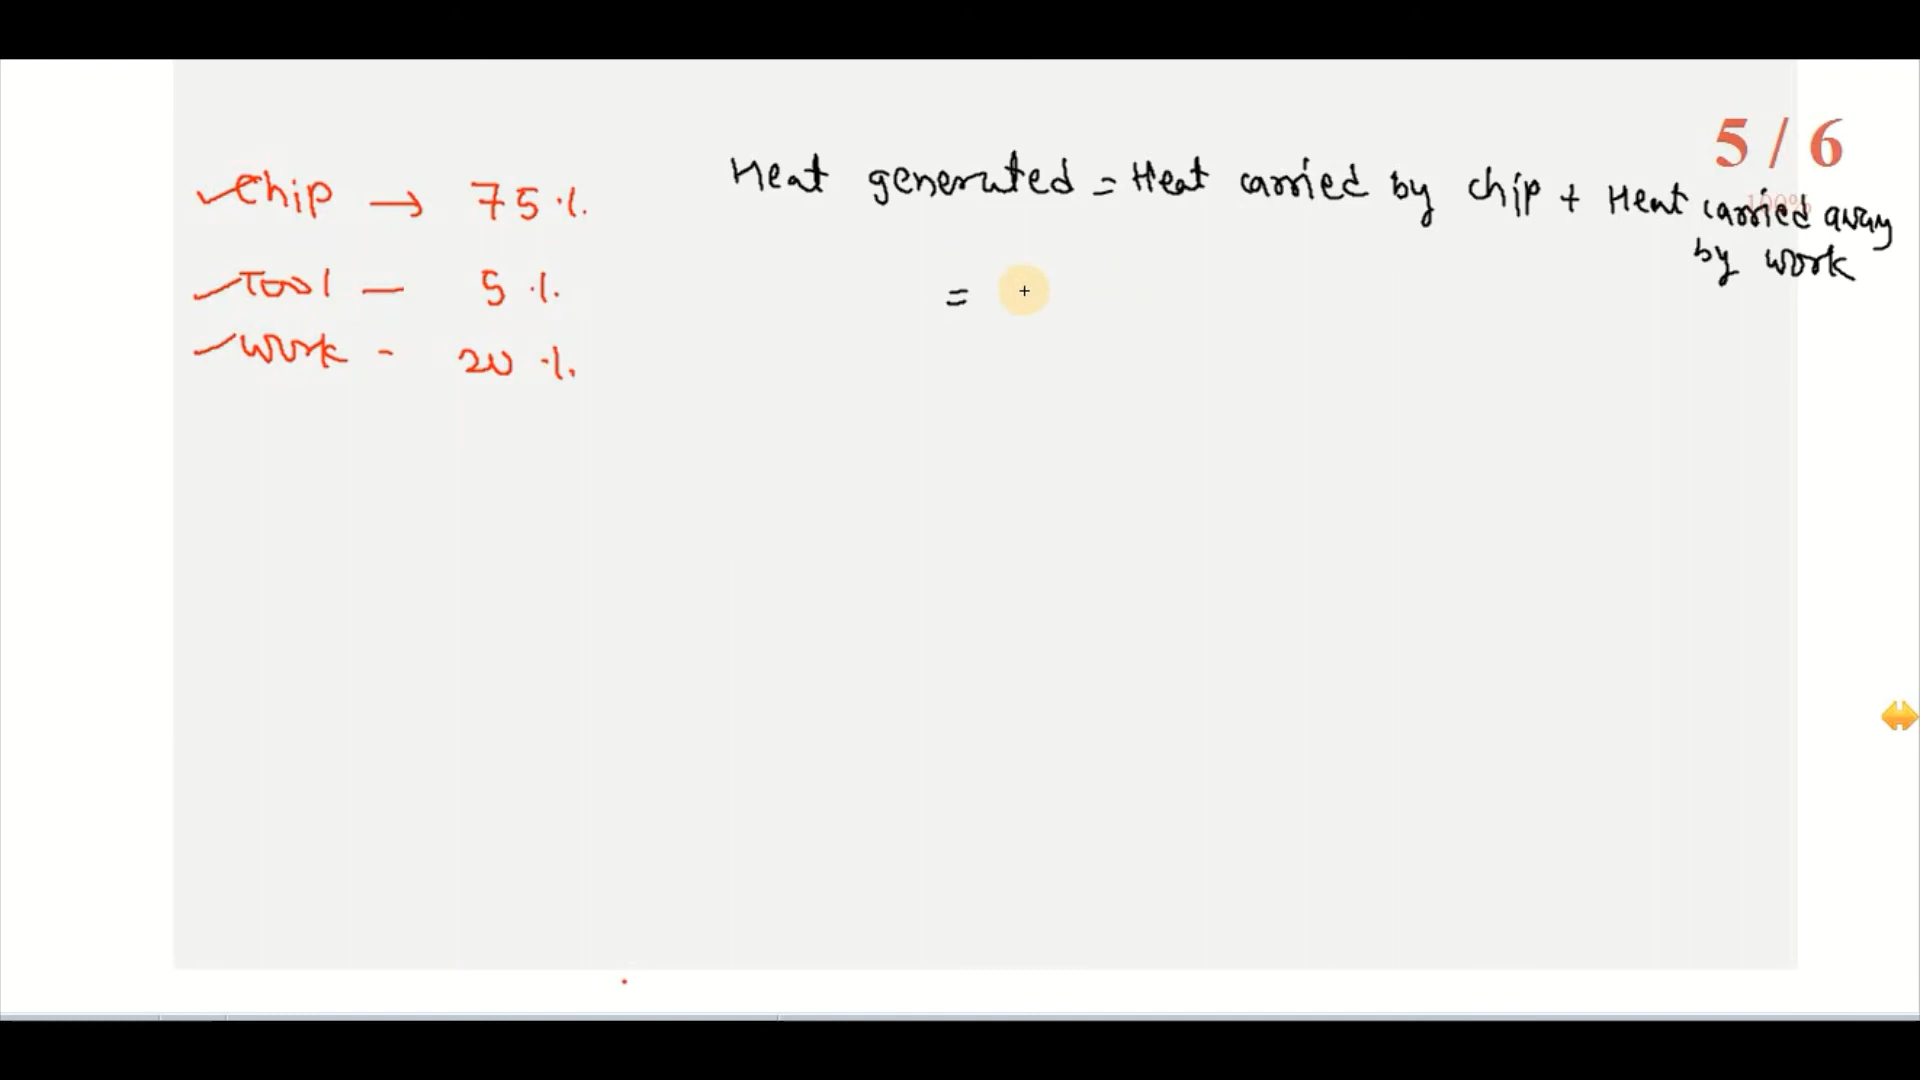 5 / 6
100%
Chip → 75 %
Tool — 5 %
Work - 20 %
Heat generated = Heat carried by chip + Heat carried away
by work
=